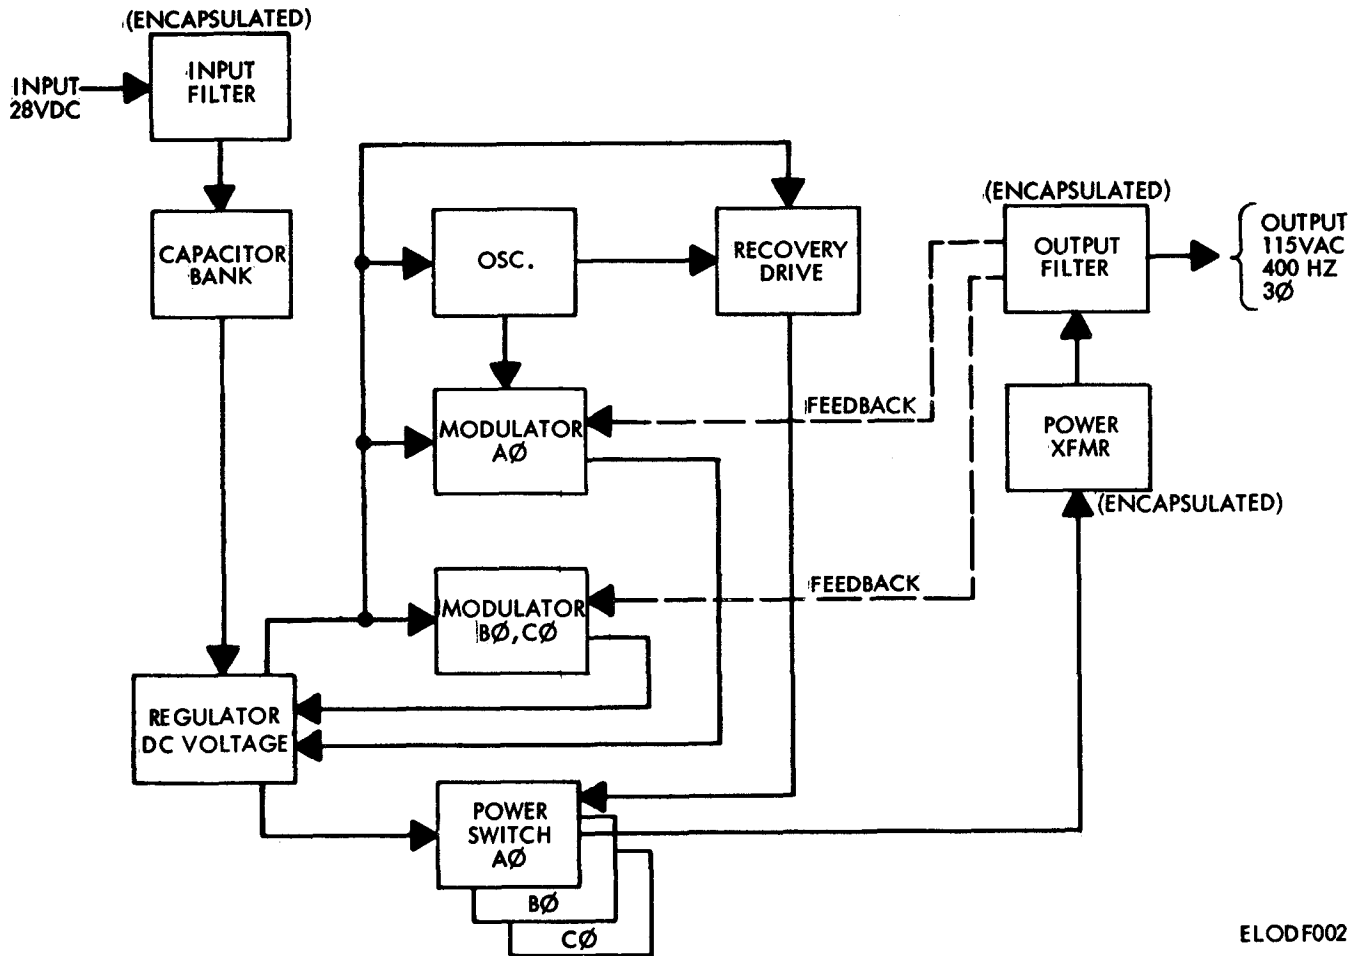 (ENCAPSULATED)
INPUT
FILTER
INPUT
28VDC
CAPACITOR
BANK
OSC.
RECOVERY
DRIVE
(ENCAPSULATED)
OUTPUT
FILTER
OUTPUT
115VAC
400 HZ
3Ø
MODULATOR
AØ
FEEDBACK
POWER
XFMR
(ENCAPSULATED)
MODULATOR
BØ, CØ
FEEDBACK
REGULATOR
DC VOLTAGE
POWER
SWITCH
AØ
BØ
CØ
ELODF002